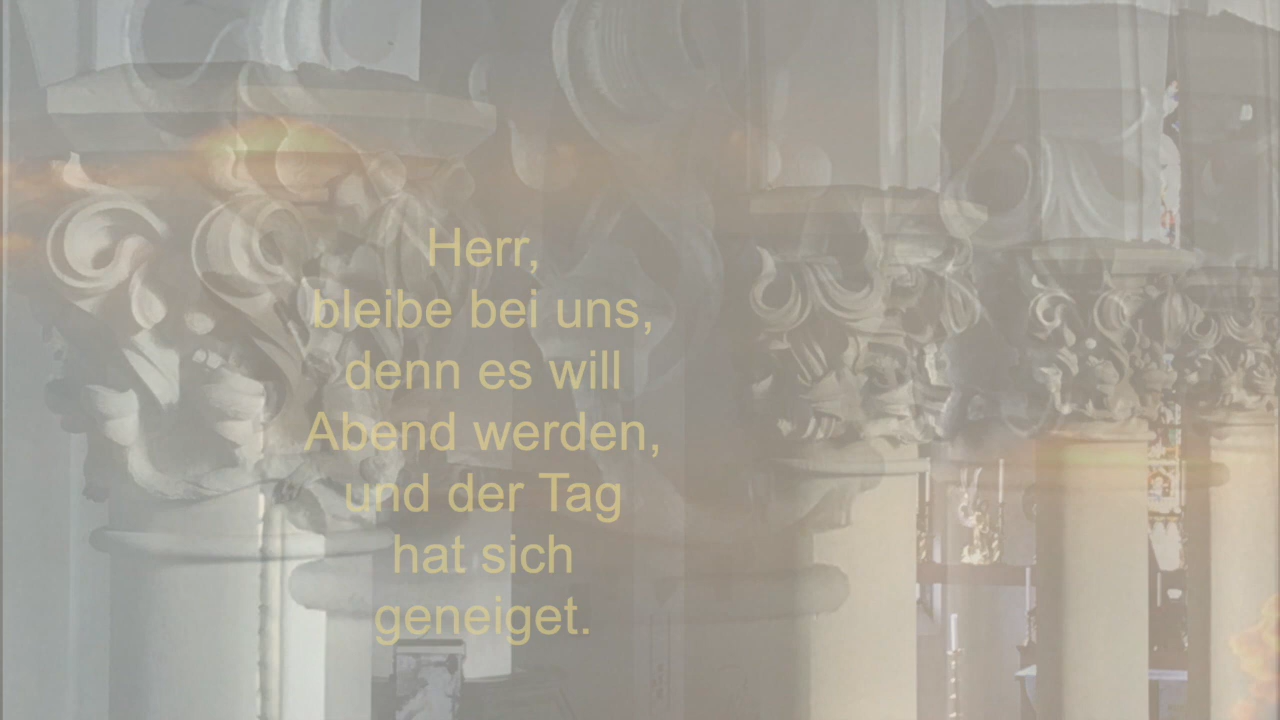 Herr,
bleibe bei uns,
denn es will
Abend werden,
und der Tag
hat sich
geneiget.